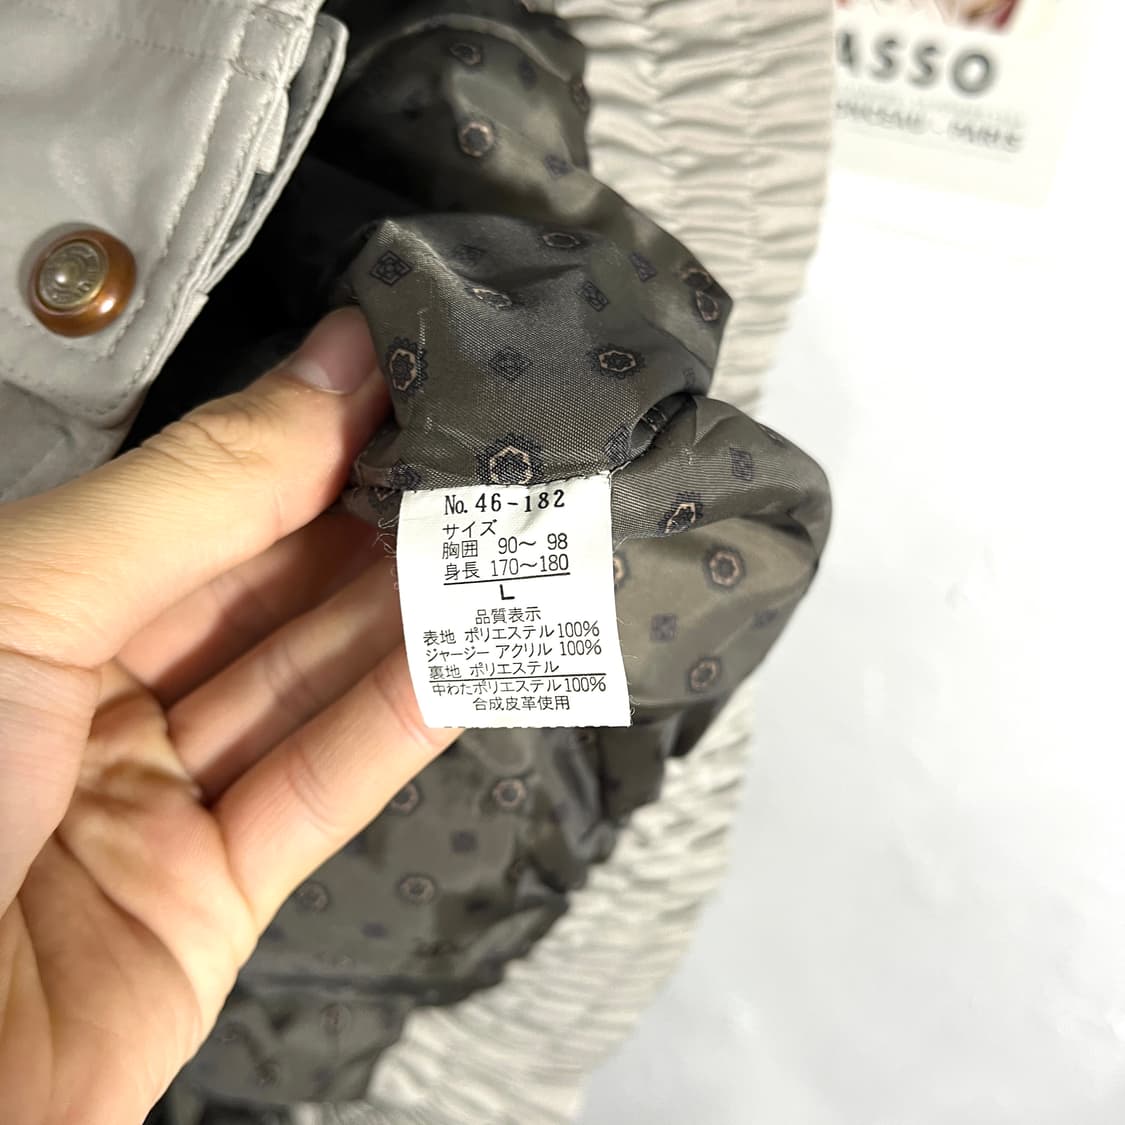 ASSO
No. 46-182
サイズ
胸囲 90〜 98
身長 170〜180
L
品質表示
表地 ポリエステル100%
ジャージー アクリル 100%
裏地 ポリエステル
中わたポリエステル100%
合成皮革使用